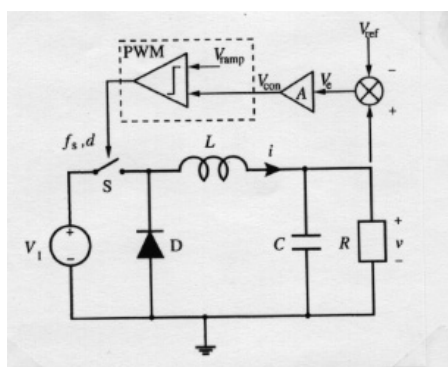 PWM
V_ramp
V_ref
V_con
A
V_e
−
+
f_s, d
S
L
i
V_1
+
−
D
C
R
+
v
−